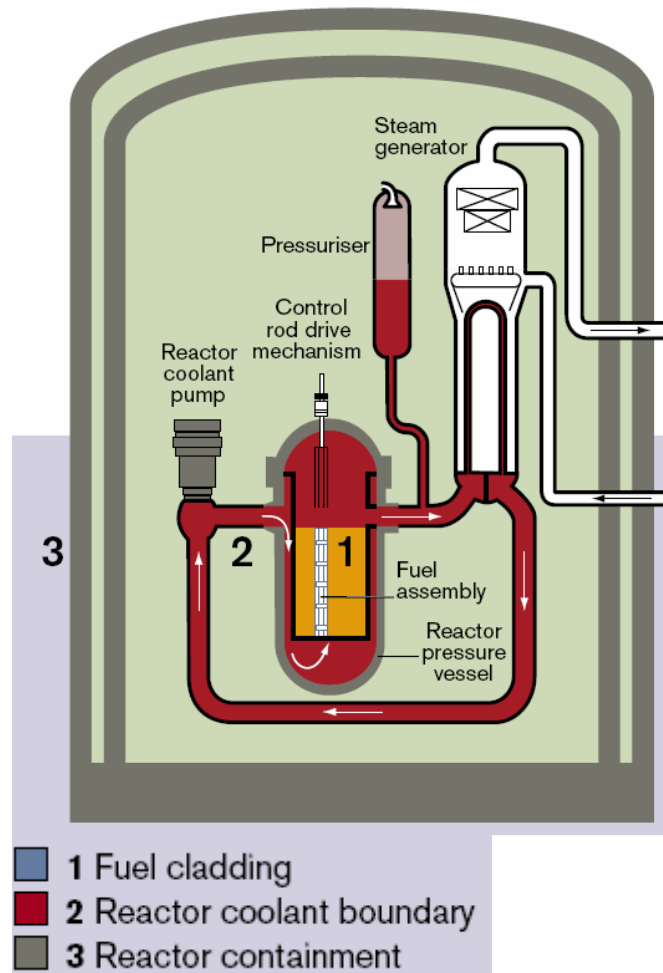 Steam
generator
Pressuriser
Control
rod drive
mechanism
Reactor
coolant
pump
3
2
1
Fuel
assembly
Reactor
pressure
vessel
1 Fuel cladding
2 Reactor coolant boundary
3 Reactor containment